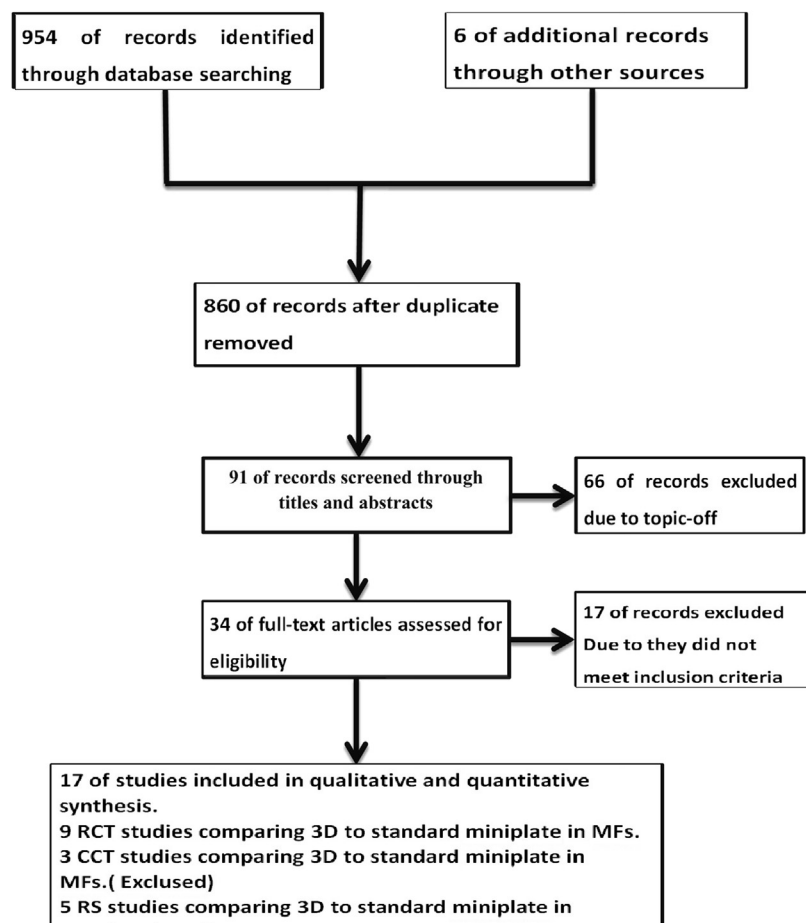 954 of records identified
through database searching
6 of additional records
through other sources
860 of records after duplicate
removed
91 of records screened through
titles and abstracts
66 of records excluded
due to topic-off
34 of full-text articles assessed for
eligibility
17 of records excluded
Due to they did not
meet inclusion criteria
17 of studies included in qualitative and quantitative
synthesis.
9 RCT studies comparing 3D to standard miniplate in MFs.
3 CCT studies comparing 3D to standard miniplate in
MFs.( Exclused)
5 RS studies comparing 3D to standard miniplate in